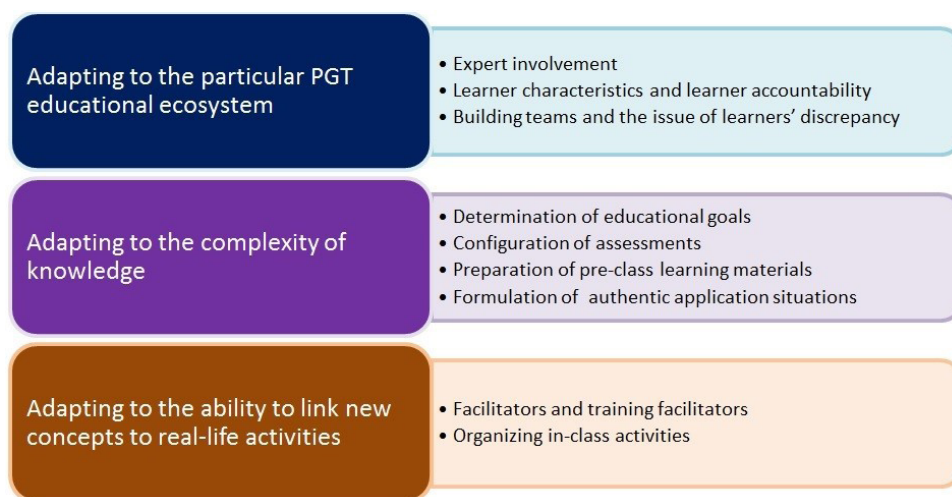 Adapting to the particular PGT
educational ecosystem
• Expert involvement
• Learner characteristics and learner accountability
• Building teams and the issue of learners’ discrepancy
Adapting to the complexity of
knowledge
• Determination of educational goals
• Configuration of assessments
• Preparation of pre-class learning materials
• Formulation of  authentic application situations
Adapting to the ability to link new
concepts to real-life activities
• Facilitators and training facilitators
• Organizing in-class activities